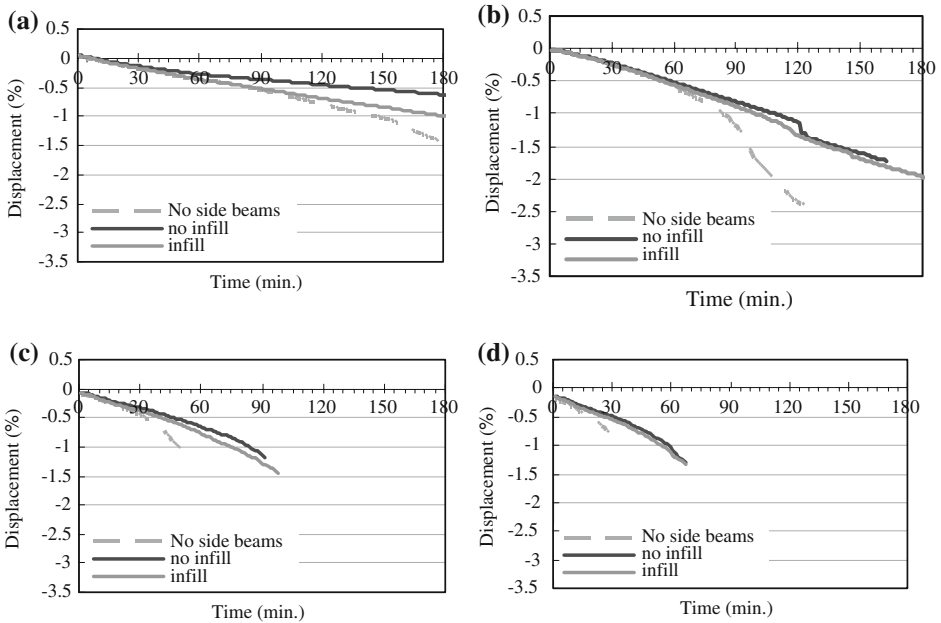 (a)
0.5
0
-0.5
-1
-1.5
-2
-2.5
-3
-3.5
0 30 60 90 120 150 180
Displacement (%)
No side beams
no infill
infill
Time (min.)
(b)
0.5
0
-0.5
-1
-1.5
-2
-2.5
-3
-3.5
0 30 60 90 120 150 180
Displacement (%)
No side beams
no infill
infill
Time (min.)
(c)
0.5
0
-0.5
-1
-1.5
-2
-2.5
-3
-3.5
0 30 60 90 120 150 180
Displacement (%)
No side beams
no infill
infill
Time (min.)
(d)
0.5
0
-0.5
-1
-1.5
-2
-2.5
-3
-3.5
0 30 60 90 120 150 180
Displacement (%)
No side beams
no infill
infill
Time (min.)